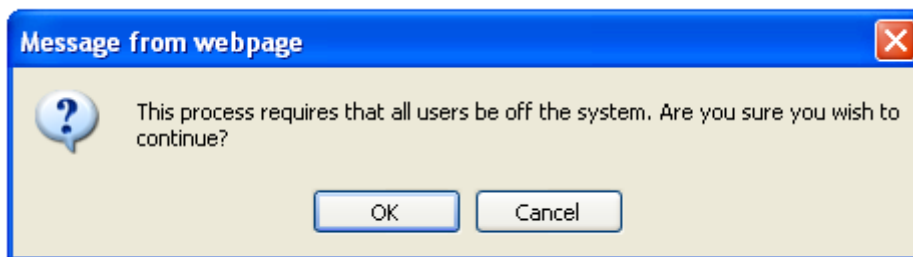 Message from webpage
This process requires that all users be off the system. Are you sure you wish to
continue?
OK
Cancel